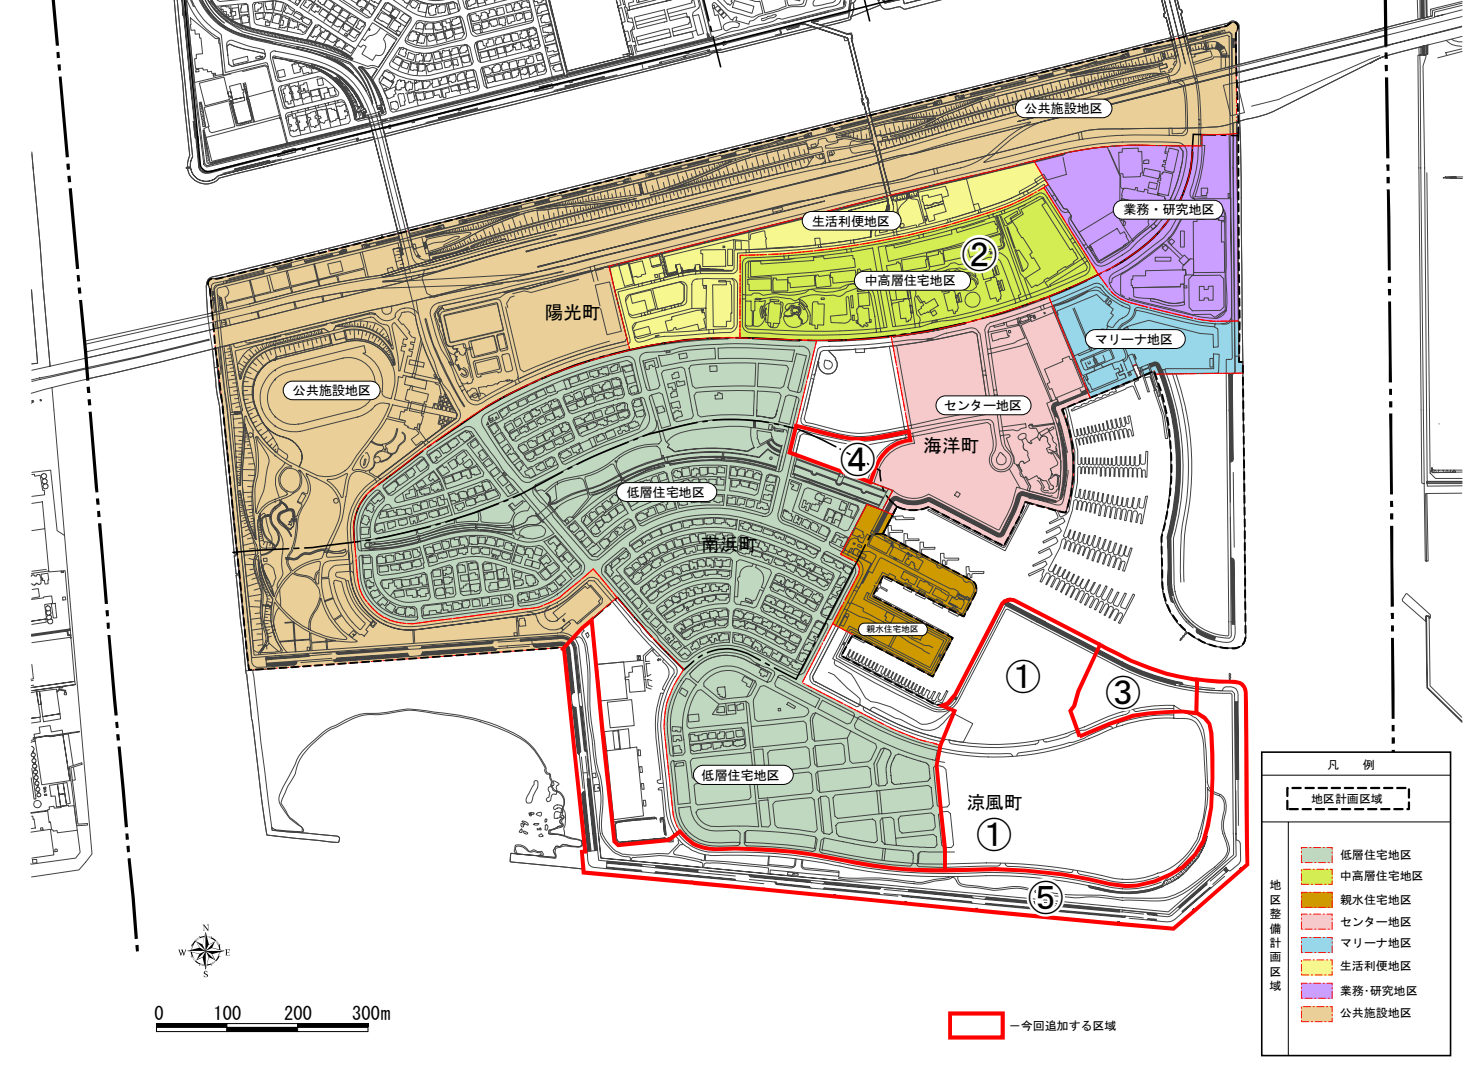 公共施設地区
生活利便地区
業務・研究地区
②
中高層住宅地区
陽光町
マリーナ地区
公共施設地区
センター地区
海洋町
④
低層住宅地区
南浜町
親水住宅地区
①
③
低層住宅地区
涼風町
①
⑤
凡 例
地区計画区域
地区整備計画区域
低層住宅地区
中高層住宅地区
親水住宅地区
センター地区
マリーナ地区
生活利便地区
業務・研究地区
公共施設地区
N
W E
S
0 100 200 300m
－今回追加する区域